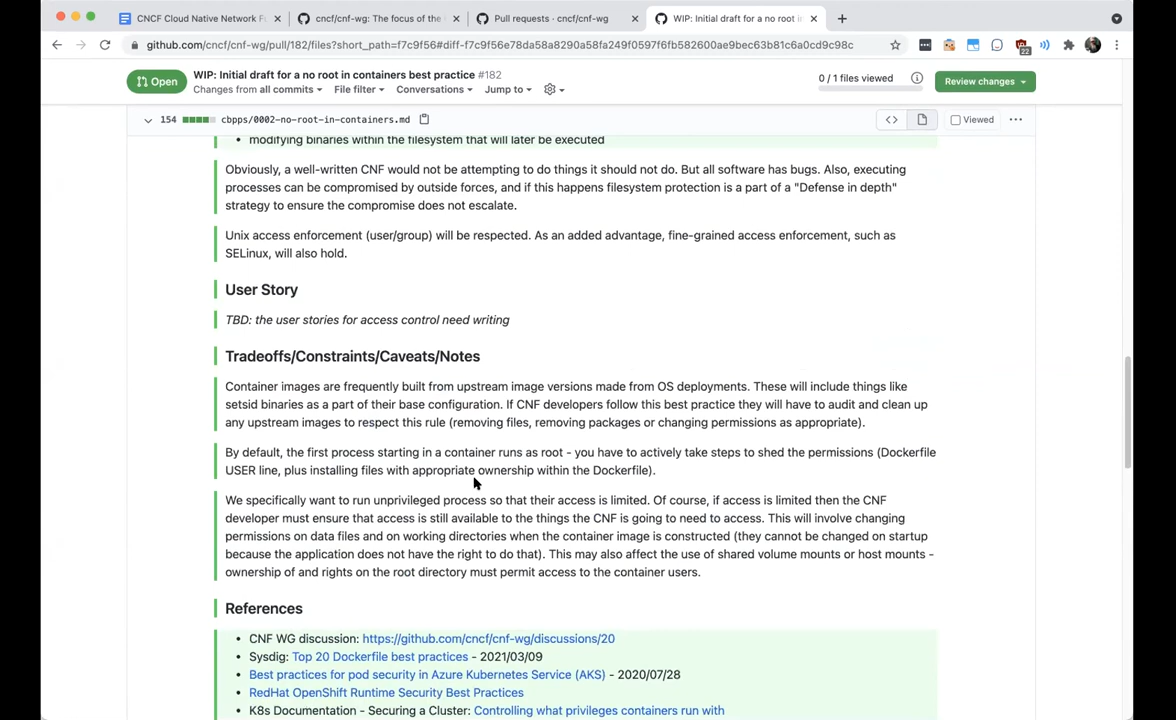 CNCF Cloud Native Network F
cncf/cnf-wg: The focus of the
Pull requests · cncf/cnf-wg
WIP: Initial draft for a no root in
github.com/cncf/cnf-wg/pull/182/files?short_path=f7c9f56#diff-f7c9f56e78da58a8290a58fa249f0597f6fb582600ae9bec63b81c6a0cd9c98c
22
Open
WIP: Initial draft for a no root in containers best practice #182
Changes from all commits
File filter
Conversations
Jump to
0 / 1 files viewed
Review changes
154
cbpps/0002-no-root-in-containers.md
Viewed
• modifying binaries within the filesystem that will later be executed
Obviously, a well-written CNF would not be attempting to do things it should not do. But all software has bugs. Also, executing
processes can be compromised by outside forces, and if this happens filesystem protection is a part of a "Defense in depth"
strategy to ensure the compromise does not escalate.
Unix access enforcement (user/group) will be respected. As an added advantage, fine-grained access enforcement, such as
SELinux, will also hold.
User Story
TBD: the user stories for access control need writing
Tradeoffs/Constraints/Caveats/Notes
Container images are frequently built from upstream image versions made from OS deployments. These will include things like
setsid binaries as a part of their base configuration. If CNF developers follow this best practice they will have to audit and clean up
any upstream images to respect this rule (removing files, removing packages or changing permissions as appropriate).
By default, the first process starting in a container runs as root - you have to actively take steps to shed the permissions (Dockerfile
USER line, plus installing files with appropriate ownership within the Dockerfile).
We specifically want to run unprivileged process so that their access is limited. Of course, if access is limited then the CNF
developer must ensure that access is still available to the things the CNF is going to need to access. This will involve changing
permissions on data files and on working directories when the container image is constructed (they cannot be changed on startup
because the application does not have the right to do that). This may also affect the use of shared volume mounts or host mounts -
ownership of and rights on the root directory must permit access to the container users.
References
• CNF WG discussion: https://github.com/cncf/cnf-wg/discussions/20
• Sysdig: Top 20 Dockerfile best practices - 2021/03/09
• Best practices for pod security in Azure Kubernetes Service (AKS) - 2020/07/28
• RedHat OpenShift Runtime Security Best Practices
• K8s Documentation - Securing a Cluster: Controlling what privileges containers run with